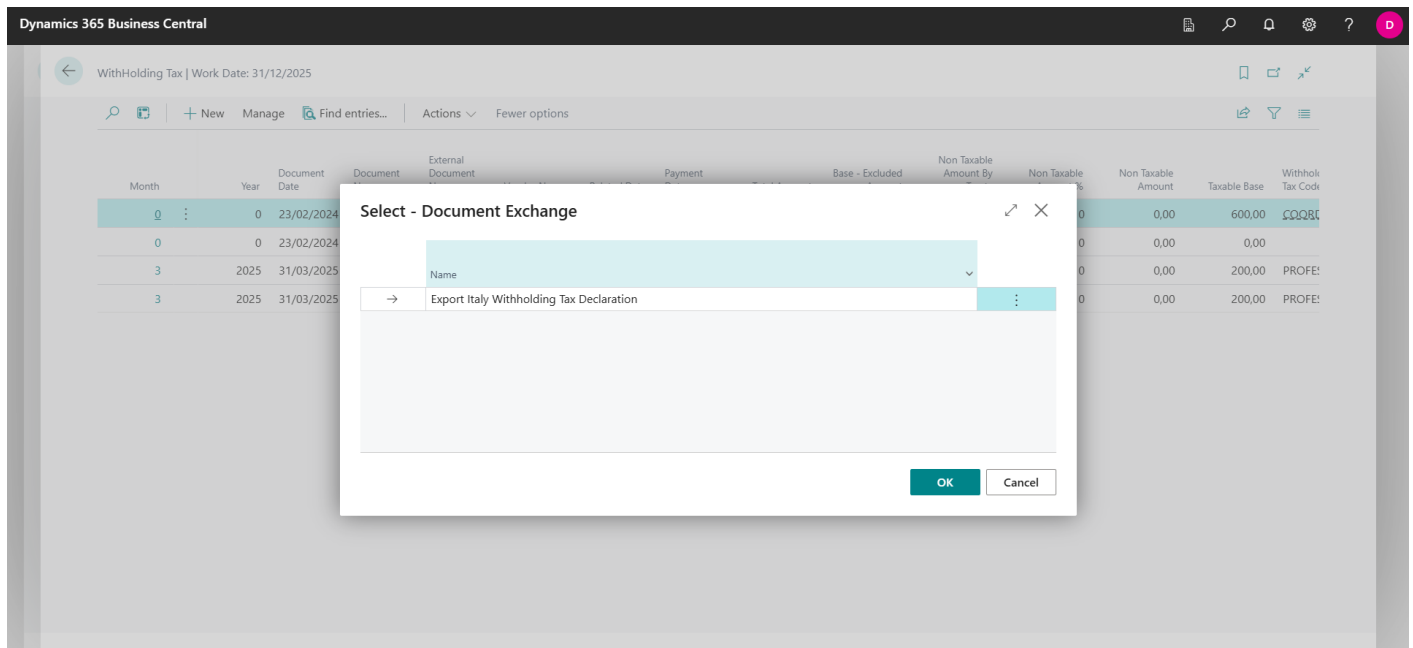 Dynamics 365 Business Central
?
D
WithHolding Tax | Work Date: 31/12/2025
New Manage Find entries... Actions Fewer options
External
Non Taxable
Document Document Document Payment Base - Excluded Amount By Non Taxable Non Taxable Withhol
Month Year Date Amount Taxable Base Tax Code
0 0 23/02/2024 0 0,00 600,00 COORD
0 0 23/02/2024 0 0,00 0,00
3 2025 31/03/2025 0 0,00 200,00 PROFES
3 2025 31/03/2025 0 0,00 200,00 PROFES
Select - Document Exchange
Name
Export Italy Withholding Tax Declaration
OK Cancel